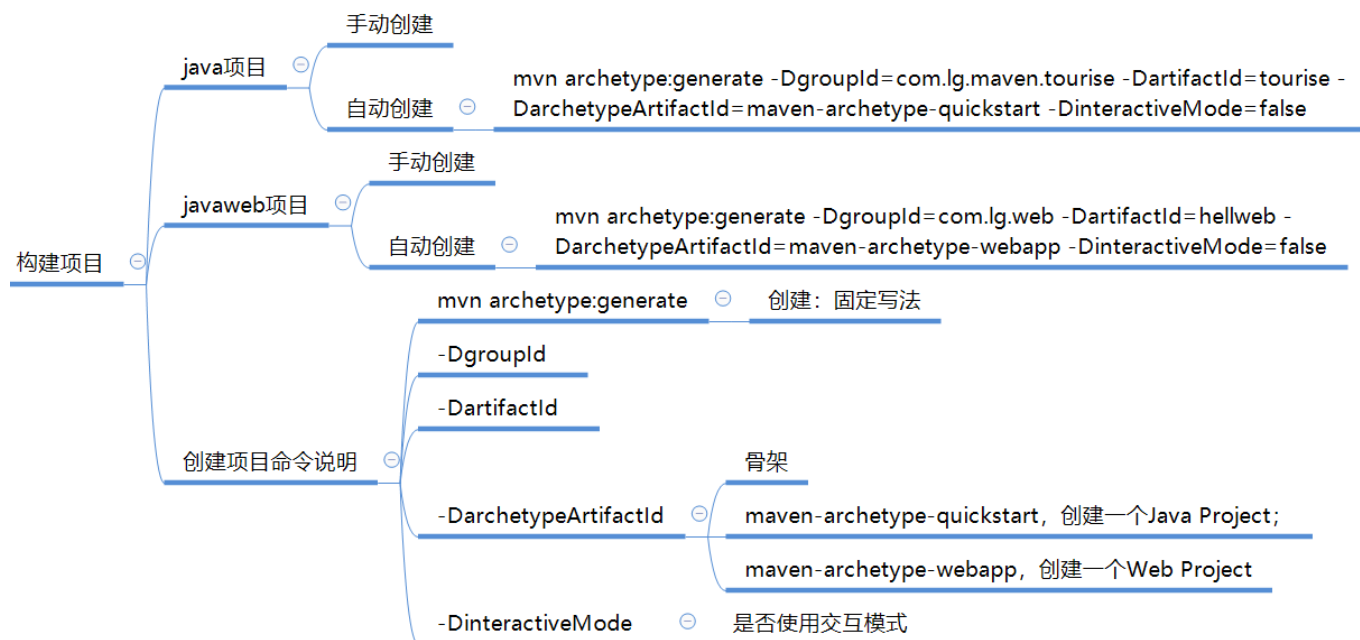 构建项目
java项目
手动创建
自动创建
mvn archetype:generate -DgroupId=com.lg.maven.tourise -DartifactId=tourise -
DarchetypeArtifactId=maven-archetype-quickstart -DinteractiveMode=false
javaweb项目
手动创建
自动创建
mvn archetype:generate -DgroupId=com.lg.web -DartifactId=hellweb -
DarchetypeArtifactId=maven-archetype-webapp -DinteractiveMode=false
创建项目命令说明
mvn archetype:generate
创建：固定写法
-DgroupId
-DartifactId
-DarchetypeArtifactId
骨架
maven-archetype-quickstart，创建一个Java Project；
maven-archetype-webapp，创建一个Web Project
-DinteractiveMode
是否使用交互模式